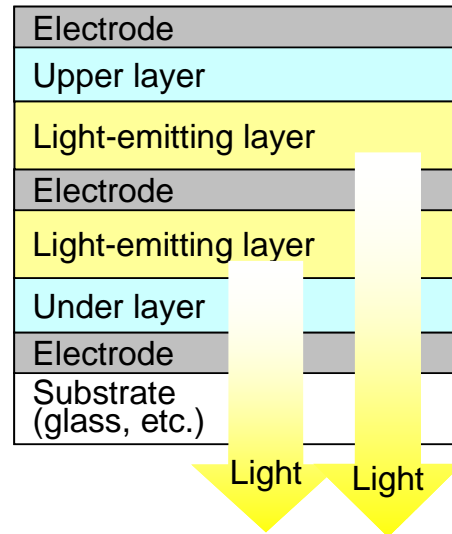 Electrode
Upper layer
Light-emitting layer
Electrode
Light-emitting layer
Under layer
Electrode
Substrate
(glass, etc.)
Light
Light